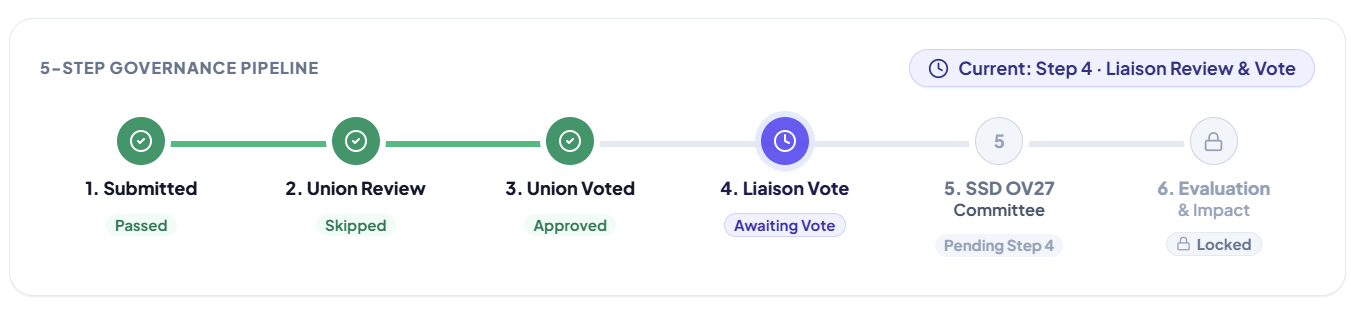 5-STEP GOVERNANCE PIPELINE
Current: Step 4 · Liaison Review & Vote
5
1. Submitted
2. Union Review
3. Union Voted
4. Liaison Vote
5. SSD OV27
Committee
6. Evaluation
& Impact
Passed
Skipped
Approved
Awaiting Vote
Pending Step 4
Locked